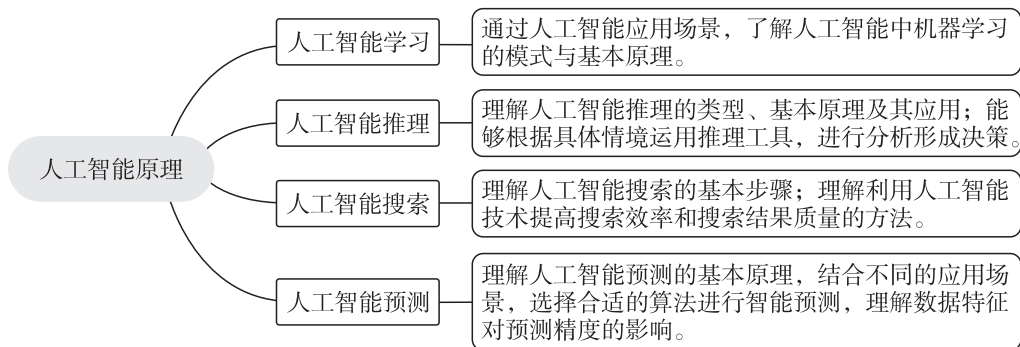 人工智能原理
人工智能学习
通过人工智能应用场景，了解人工智能中机器学习
的模式与基本原理。
人工智能推理
理解人工智能推理的类型、基本原理及其应用；能
够根据具体情境运用推理工具，进行分析形成决策。
人工智能搜索
理解人工智能搜索的基本步骤；理解利用人工智能
技术提高搜索效率和搜索结果质量的方法。
人工智能预测
理解人工智能预测的基本原理，结合不同的应用场
景，选择合适的算法进行智能预测，理解数据特征
对预测精度的影响。